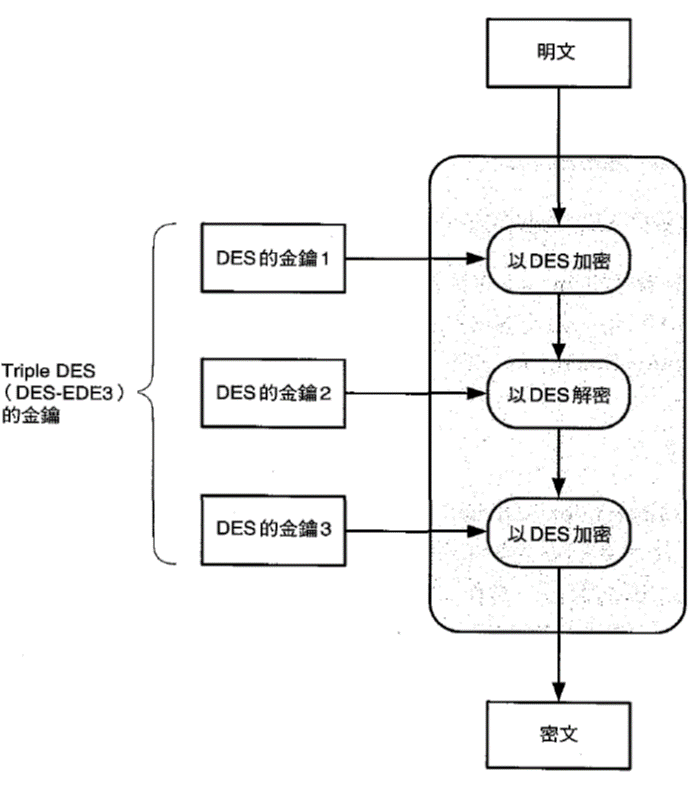 明文
DES的金鑰1
以DES加密
Triple DES
（DES-EDE3）
的金鑰
DES的金鑰2
以DES解密
DES的金鑰3
以DES加密
密文